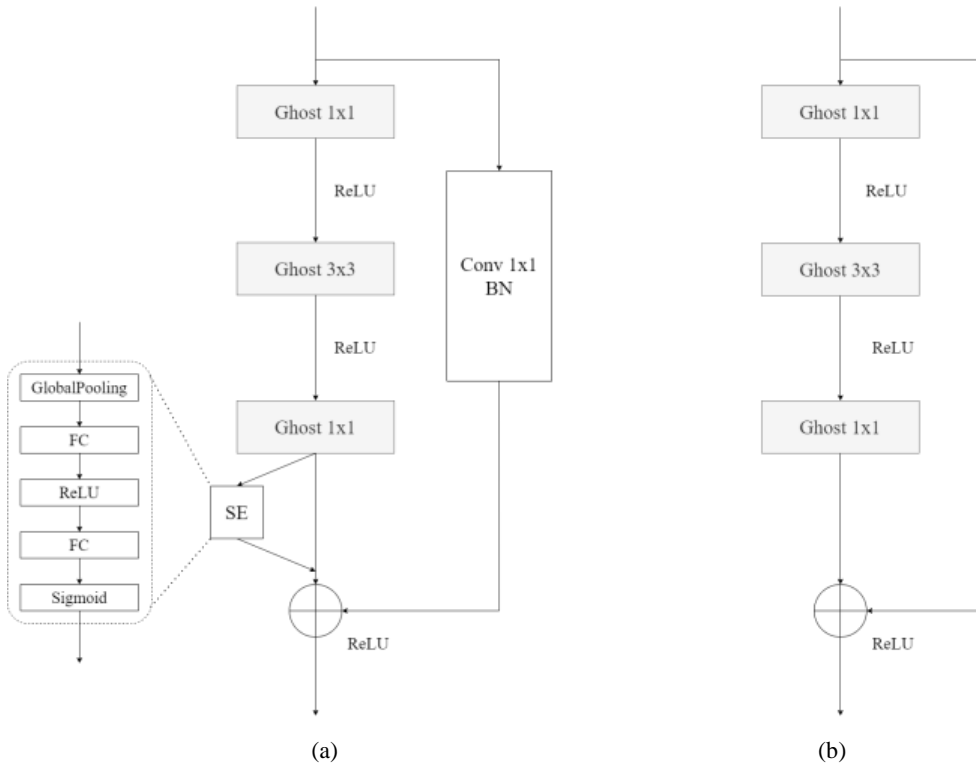 Ghost 1x1
ReLU
Ghost 3x3
ReLU
Ghost 1x1
Conv 1x1
BN
SE
GlobalPooling
FC
ReLU
FC
Sigmoid
ReLU
(a)
Ghost 1x1
ReLU
Ghost 3x3
ReLU
Ghost 1x1
ReLU
(b)